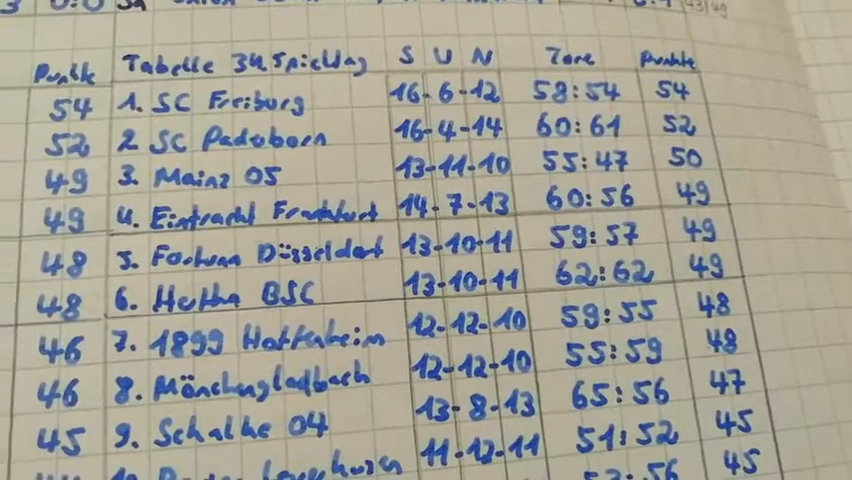 Punkte Tabelle 34. Spieltag S U N Tore Punkte
54 1. SC Freiburg 16-6-12 58:54 54
52 2. SC Paderborn 16-4-14 60:61 52
49 3. Mainz 05 13-11-10 55:47 50
49 4. Eintracht Frankfurt 14-7-13 60:56 49
48 5. Fortuna Düsseldorf 13-10-11 59:57 49
48 6. Hertha BSC 13-10-11 62:62 49
46 7. 1899 Hoffenheim 12-12-10 59:55 48
46 8. Mönchengladbach 12-12-10 55:59 48
45 9. Schalke 04 13-8-13 65:56 47
10. Bayer Leverkusen 11-12-11 51:52 45
45